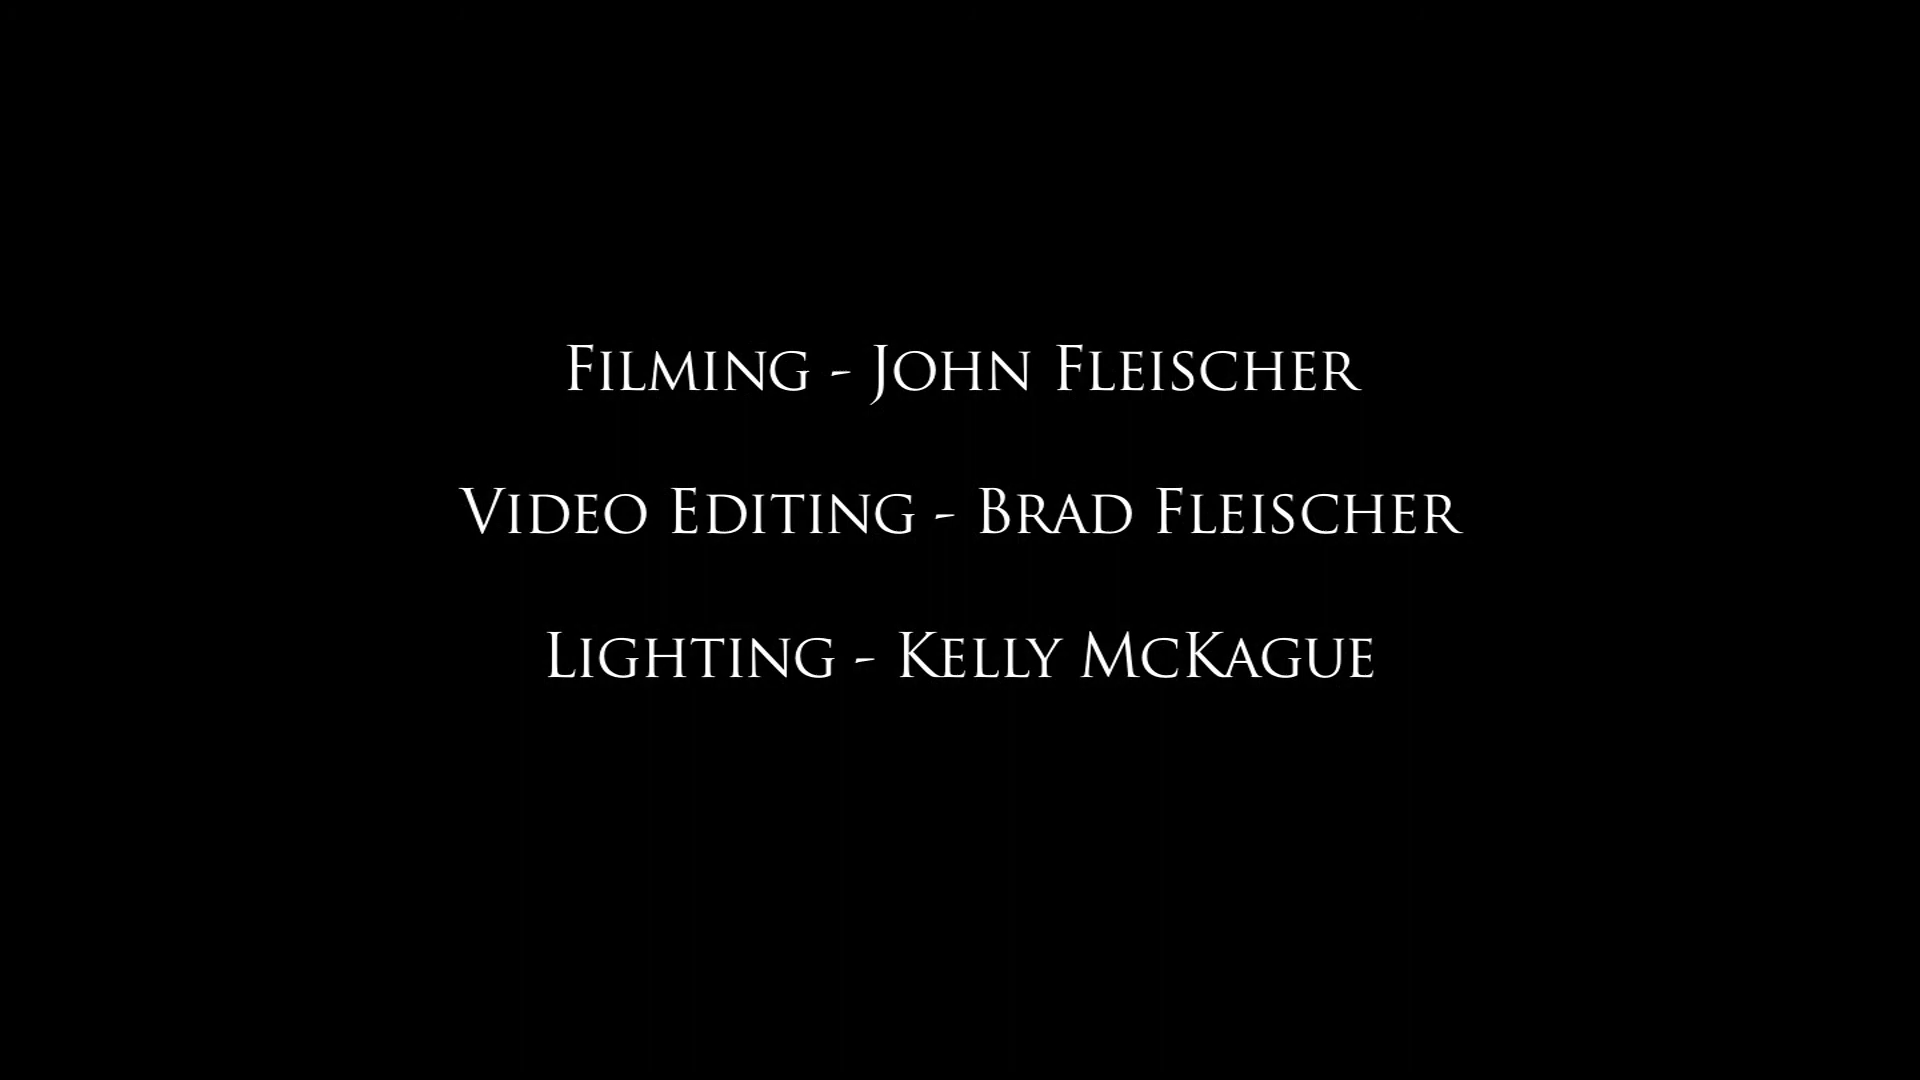 Filming - John Fleischer
Video Editing - Brad Fleischer
Lighting - Kelly McKague